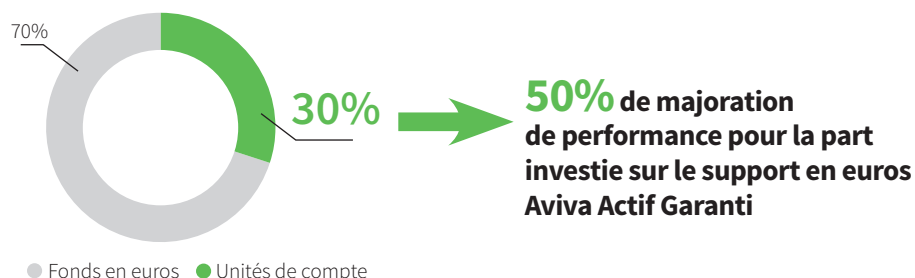 70%
30%
50% de majoration
de performance pour la part
investie sur le support en euros
Aviva Actif Garanti
Fonds en euros Unités de compte